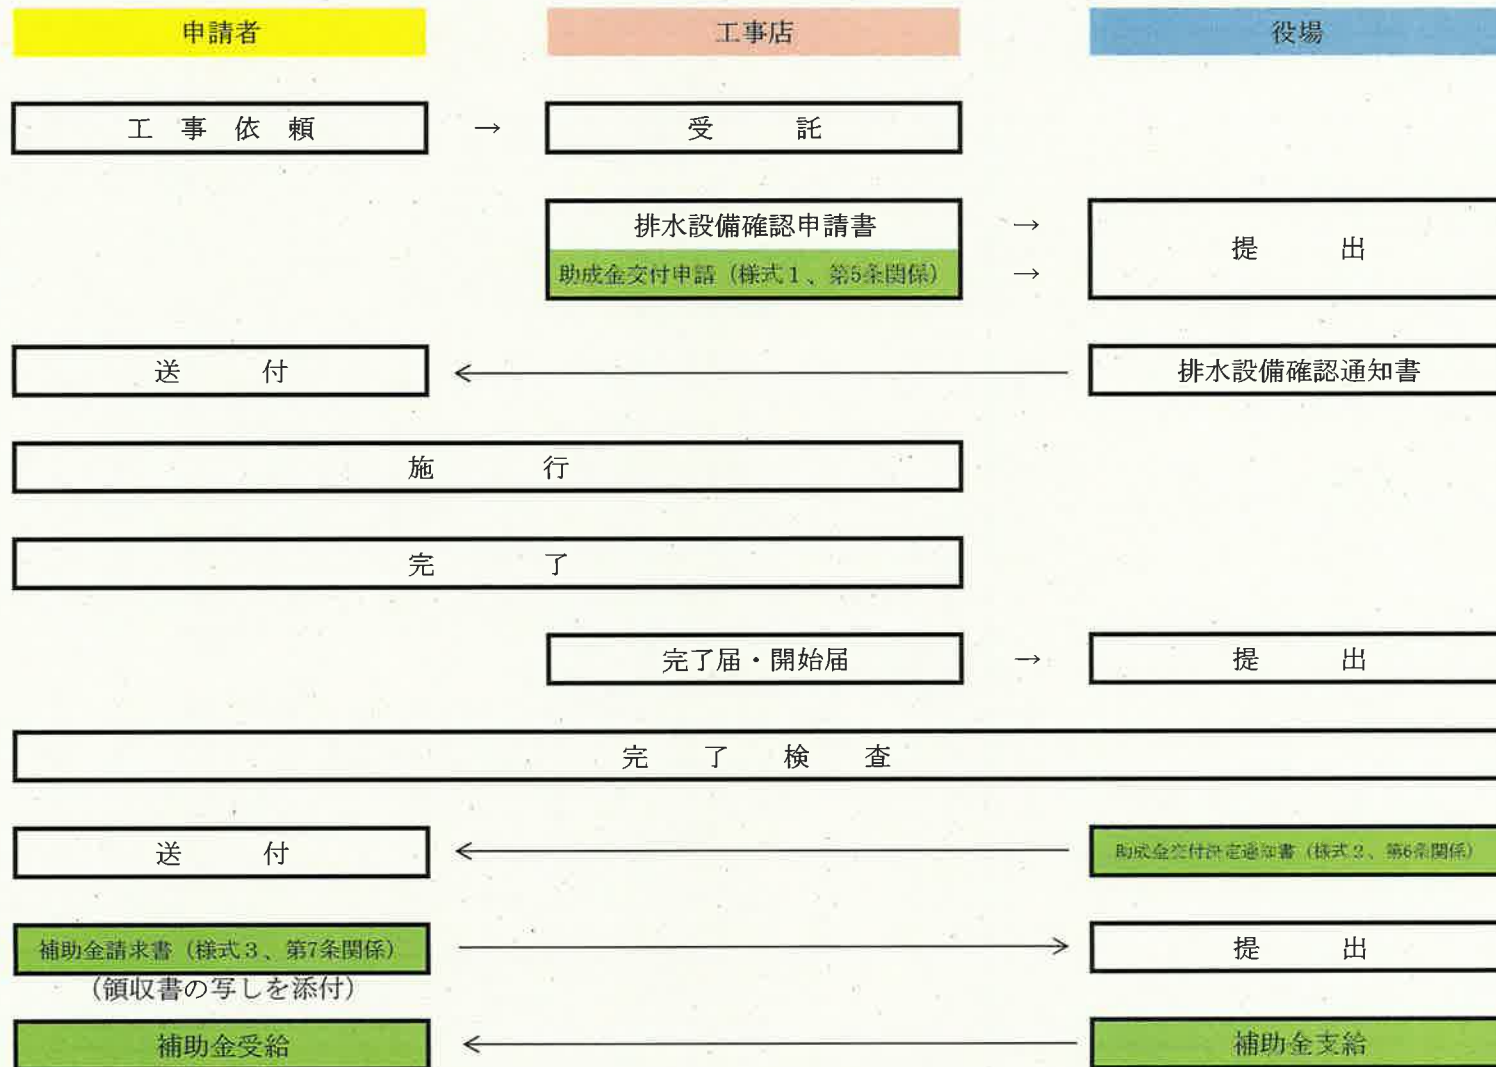 申請者 工事店 役場
工事依頼 → 受託
排水設備確認申請書 →
提出
助成金交付申請（様式１、第5条関係） →
送付 ← 排水設備確認通知書
施行
完了
完了届・開始届 → 提出
完了検査
送付 ← 助成金交付決定通知書（様式２、第6条関係）
補助金請求書（様式３、第7条関係） → 提出
（領収書の写しを添付）
補助金受給 ← 補助金支給